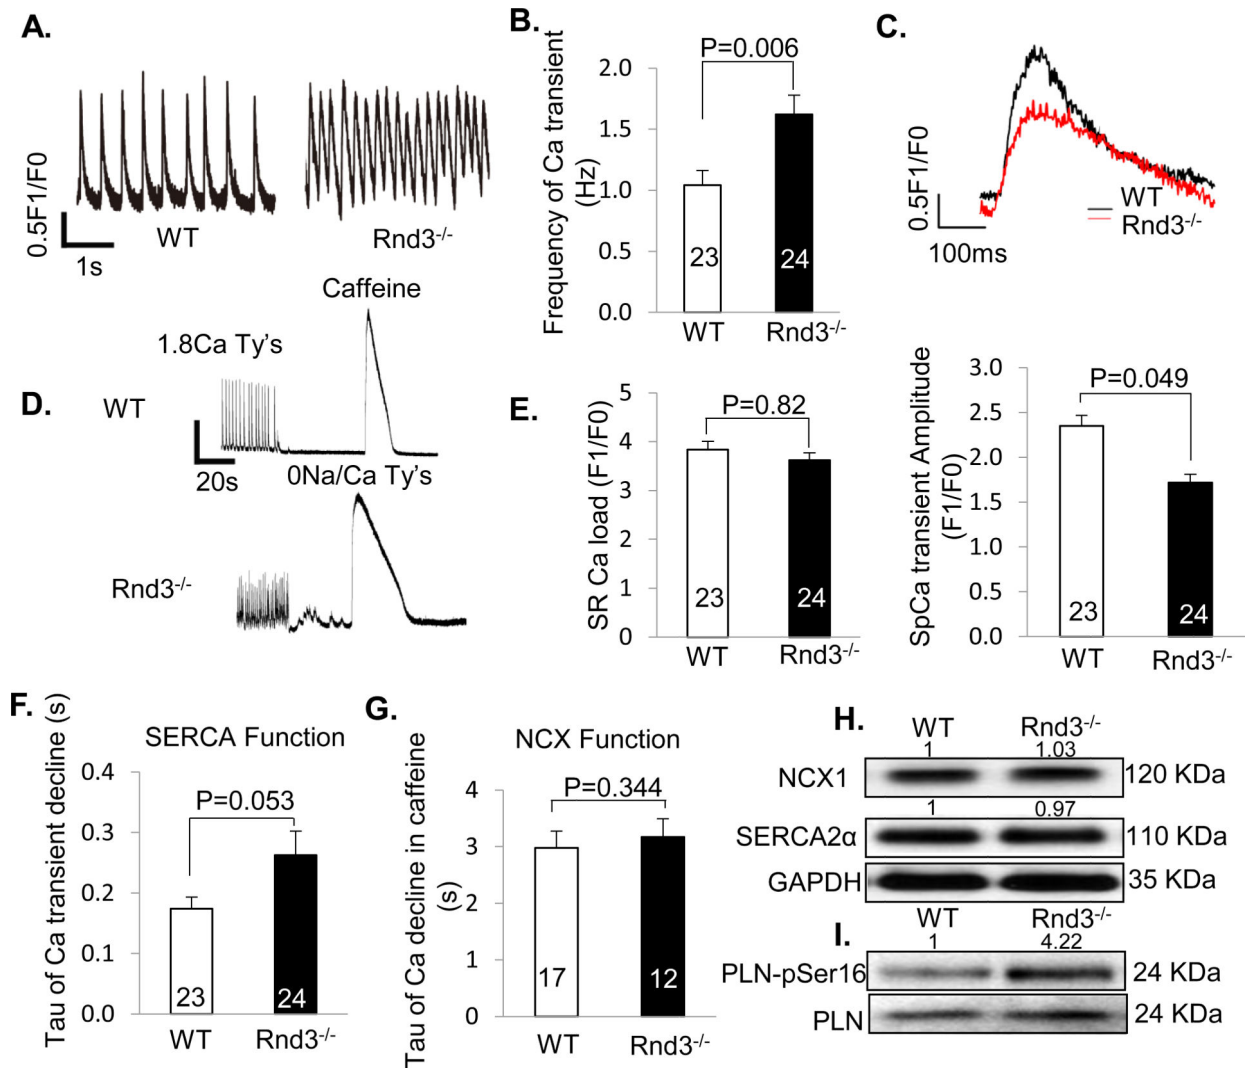 A.
0.5F1/F0
1s
WT
Rnd3-/-
B.
Frequency of Ca transient
(Hz)
P=0.006
2.0
1.5
1.0
0.5
0.0
23
24
WT
Rnd3-/-
C.
0.5F1/F0
100ms
WT
Rnd3-/-
SpCa transient Amplitude
(F1/F0)
P=0.049
3.0
2.5
2.0
1.5
1.0
0.5
0.0
23
24
WT
Rnd3-/-
D.
Caffeine
1.8Ca Ty's
WT
20s
0Na/Ca Ty's
Rnd3-/-
E.
SR Ca load (F1/F0)
P=0.82
5
4
3
2
1
0
23
24
WT
Rnd3-/-
F.
SERCA Function
Tau of Ca transient decline (s)
P=0.053
0.4
0.3
0.2
0.1
0.0
23
24
WT
Rnd3-/-
G.
NCX Function
Tau of Ca decline in caffeine
(s)
P=0.344
4
3
2
1
0
17
12
WT
Rnd3-/-
H.
WT Rnd3-/-
1 1.03
NCX1 120 KDa
1 0.97
SERCA2α 110 KDa
GAPDH 35 KDa
I.
WT Rnd3-/-
1 4.22
PLN-pSer16 24 KDa
PLN 24 KDa